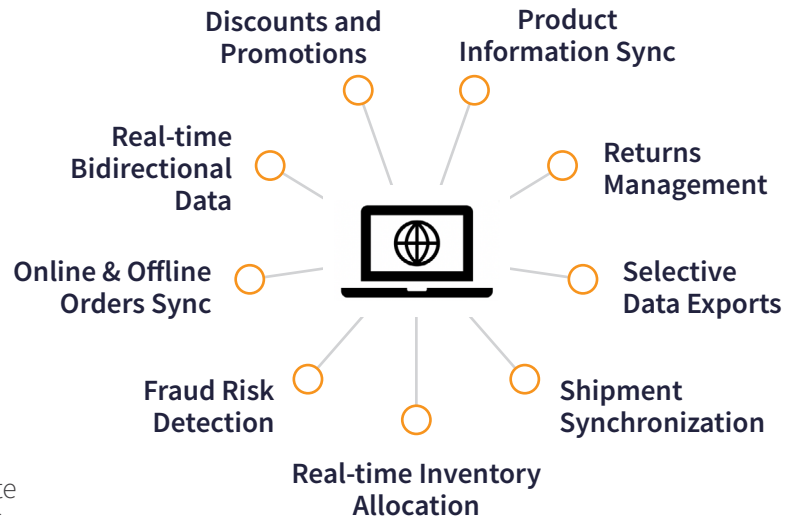 Discounts and
Promotions
Product
Information Sync
Real-time
Bidirectional
Data
Returns
Management
Online & Offline
Orders Sync
Selective
Data Exports
Fraud Risk
Detection
Shipment
Synchronization
Real-time Inventory
Allocation